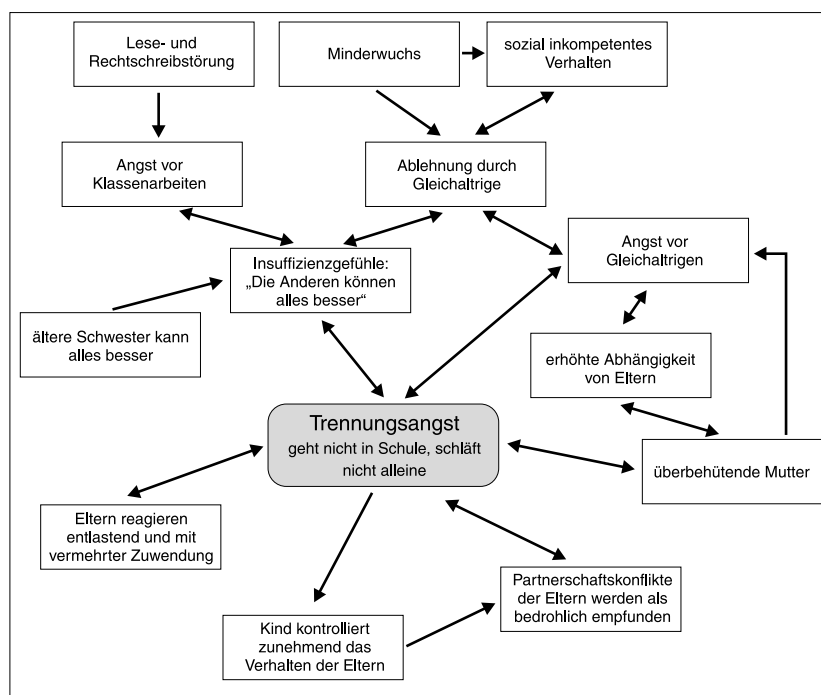 Lese- und
Rechtschreibstörung
Minderwuchs
sozial inkompetentes
Verhalten
Angst vor
Klassenarbeiten
Ablehnung durch
Gleichaltrige
Insuffizienzgefühle:
„Die Anderen können
alles besser“
Angst vor
Gleichaltrigen
ältere Schwester kann
alles besser
erhöhte Abhängigkeit
von Eltern
Trennungsangst
geht nicht in Schule, schläft
nicht alleine
überbehütende Mutter
Eltern reagieren
entlastend und mit
vermehrter Zuwendung
Partnerschaftskonflikte
der Eltern werden als
bedrohlich empfunden
Kind kontrolliert
zunehmend das
Verhalten der Eltern